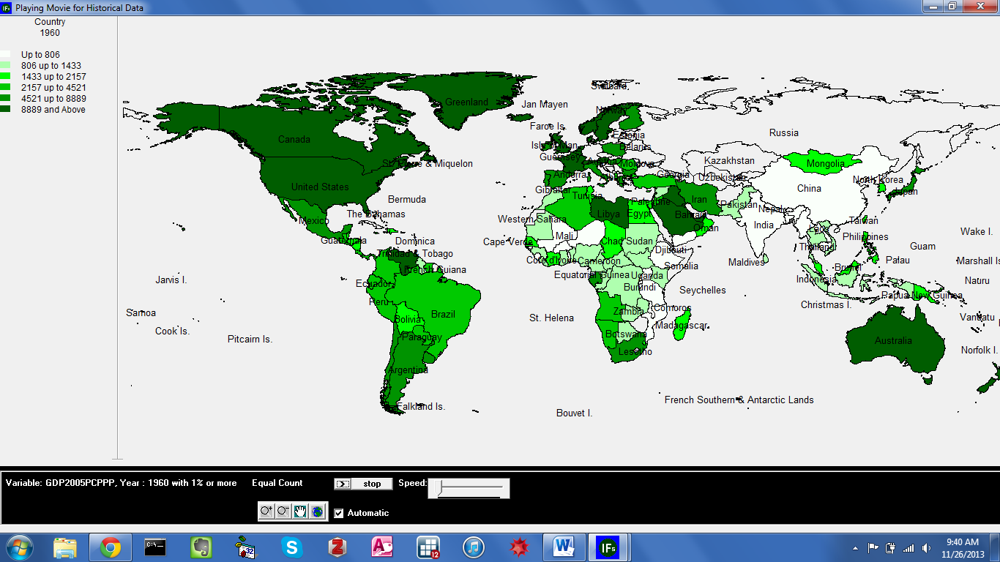 Playing Movie for Historical Data
Country
1960
Up to 806
806 up to 1433
1433 up to 2157
2157 up to 4521
4521 up to 8889
8889 and Above
Svalbard
Greenland
Jan Mayen
Norway
Faroe Is.
Russia
Estonia
Canada
Isle of Man
Belarus
Guernsey
St. Pierre & Miquelon
Austria
Moldova
Kazakhstan
Mongolia
Andorra
Albania
Georgia
Uzbekistan
North Korea
United States
Gibraltar
China
Japan
Bermuda
Tunisia
Palestine
Iran
Pakistan
Nepal
The Bahamas
Libya
Egypt
Bahrain
Mexico
Western Sahara
Oman
India
Taiwan
Laos
Wake I.
Guatemala
Dominica
Cape Verde
Mali
Chad
Sudan
Philippines
Thailand
Guam
Djibouti
Trinidad & Tobago
Cote d'Ivoire
Cameroon
Somalia
Maldives
Palau
Marshall Is
French Guiana
Brunei
Jarvis I.
Ecuador
Equatorial Guinea
Uganda
Indonesia
Nauru
Burundi
Seychelles
Peru
Papua New Guinea
Samoa
Brazil
St. Helena
Zambia
Comoros
Christmas I.
Vanuatu
Bolivia
Madagascar
Cook Is.
Pitcairn Is.
Paraguay
Botswana
Australia
Lesotho
Norfolk I.
Argentina
French Southern & Antarctic Lands
Falkland Is.
Bouvet I.
Variable: GDP2005PCPPP, Year : 1960 with 1% or more
Equal Count
stop
Speed:
Automatic
IFs
9:40 AM
11/26/2013